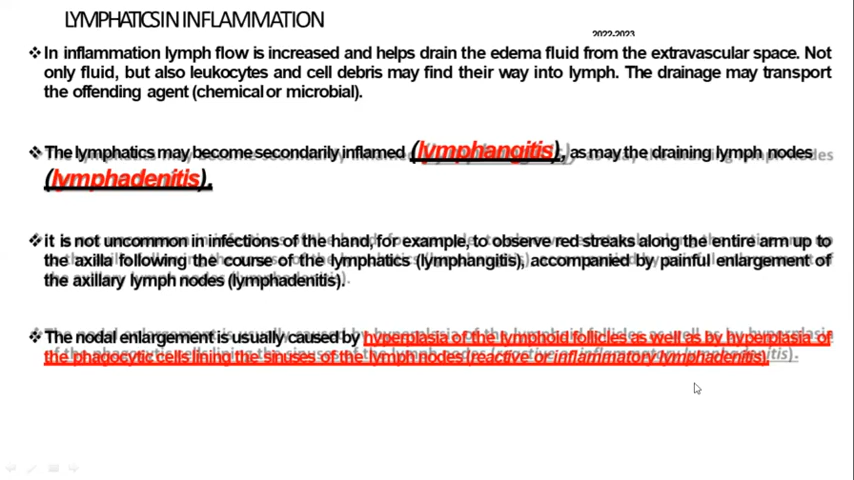 LYMPHATICS IN INFLAMMATION
2022-2023
❖In inflammation lymph flow is increased and helps drain the edema fluid from the extravascular space. Not
only fluid, but also leukocytes and cell debris may find their way into lymph. The drainage may transport
the offending agent (chemical or microbial).
❖The lymphatics may become secondarily inflamed (lymphangitis), as may the draining lymph nodes
(lymphadenitis).
❖It is not uncommon in infections of the hand, for example, to observe red streaks along the entire arm up to
the axilla following the course of the lymphatics (lymphangitis), accompanied by painful enlargement of
the axillary lymph nodes (lymphadenitis).
❖The nodal enlargement is usually caused by hyperplasia of the lymphoid follicles as well as by hyperplasia of
the phagocytic cells lining the sinuses of the lymph nodes (reactive or inflammatory lymphadenitis).